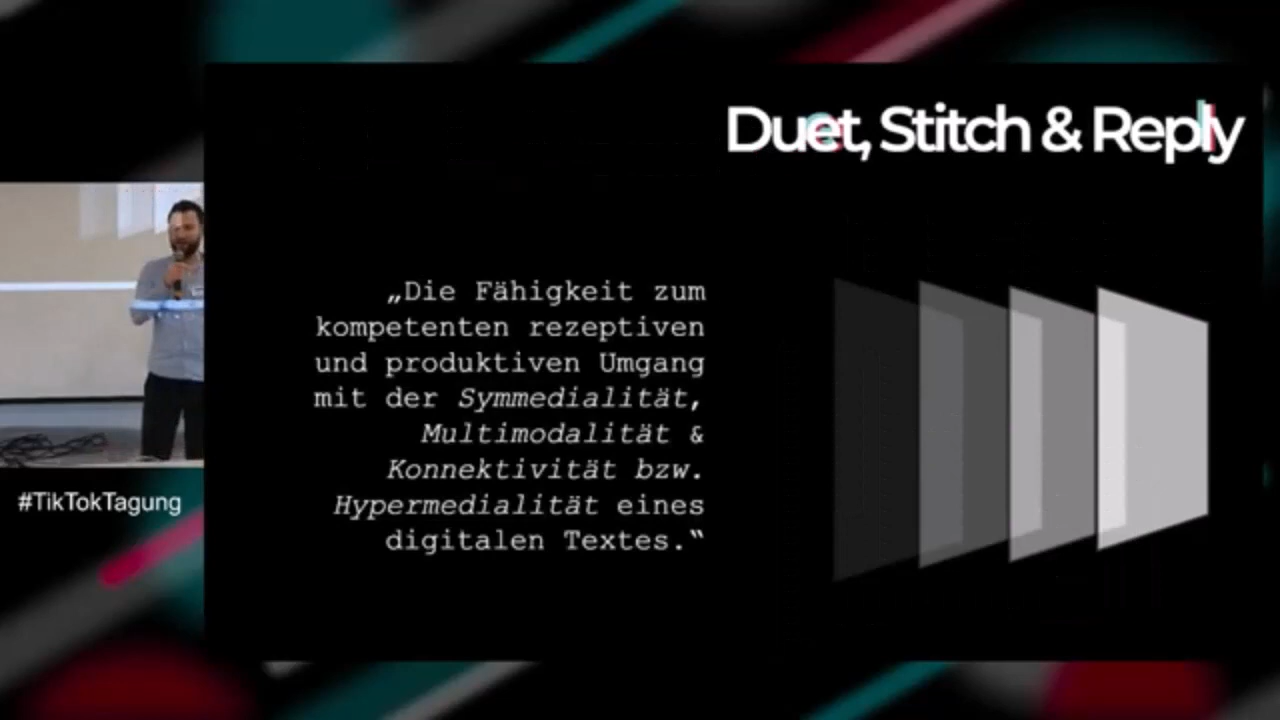 Duet, Stitch & Reply
„Die Fähigkeit zum
kompetenten rezeptiven
und produktiven Umgang
mit der Symmedialität,
Multimodalität &
Konnektivität bzw.
Hypermedialität eines
digitalen Textes.“
#TikTokTagung